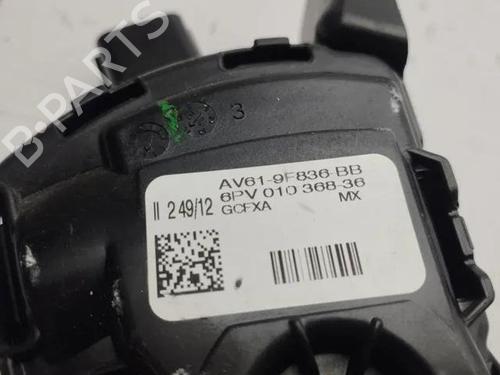 B-PARTS
3
AV61-9F836-BB
6PV 010 368-36
II 249/12 GCFXA MX